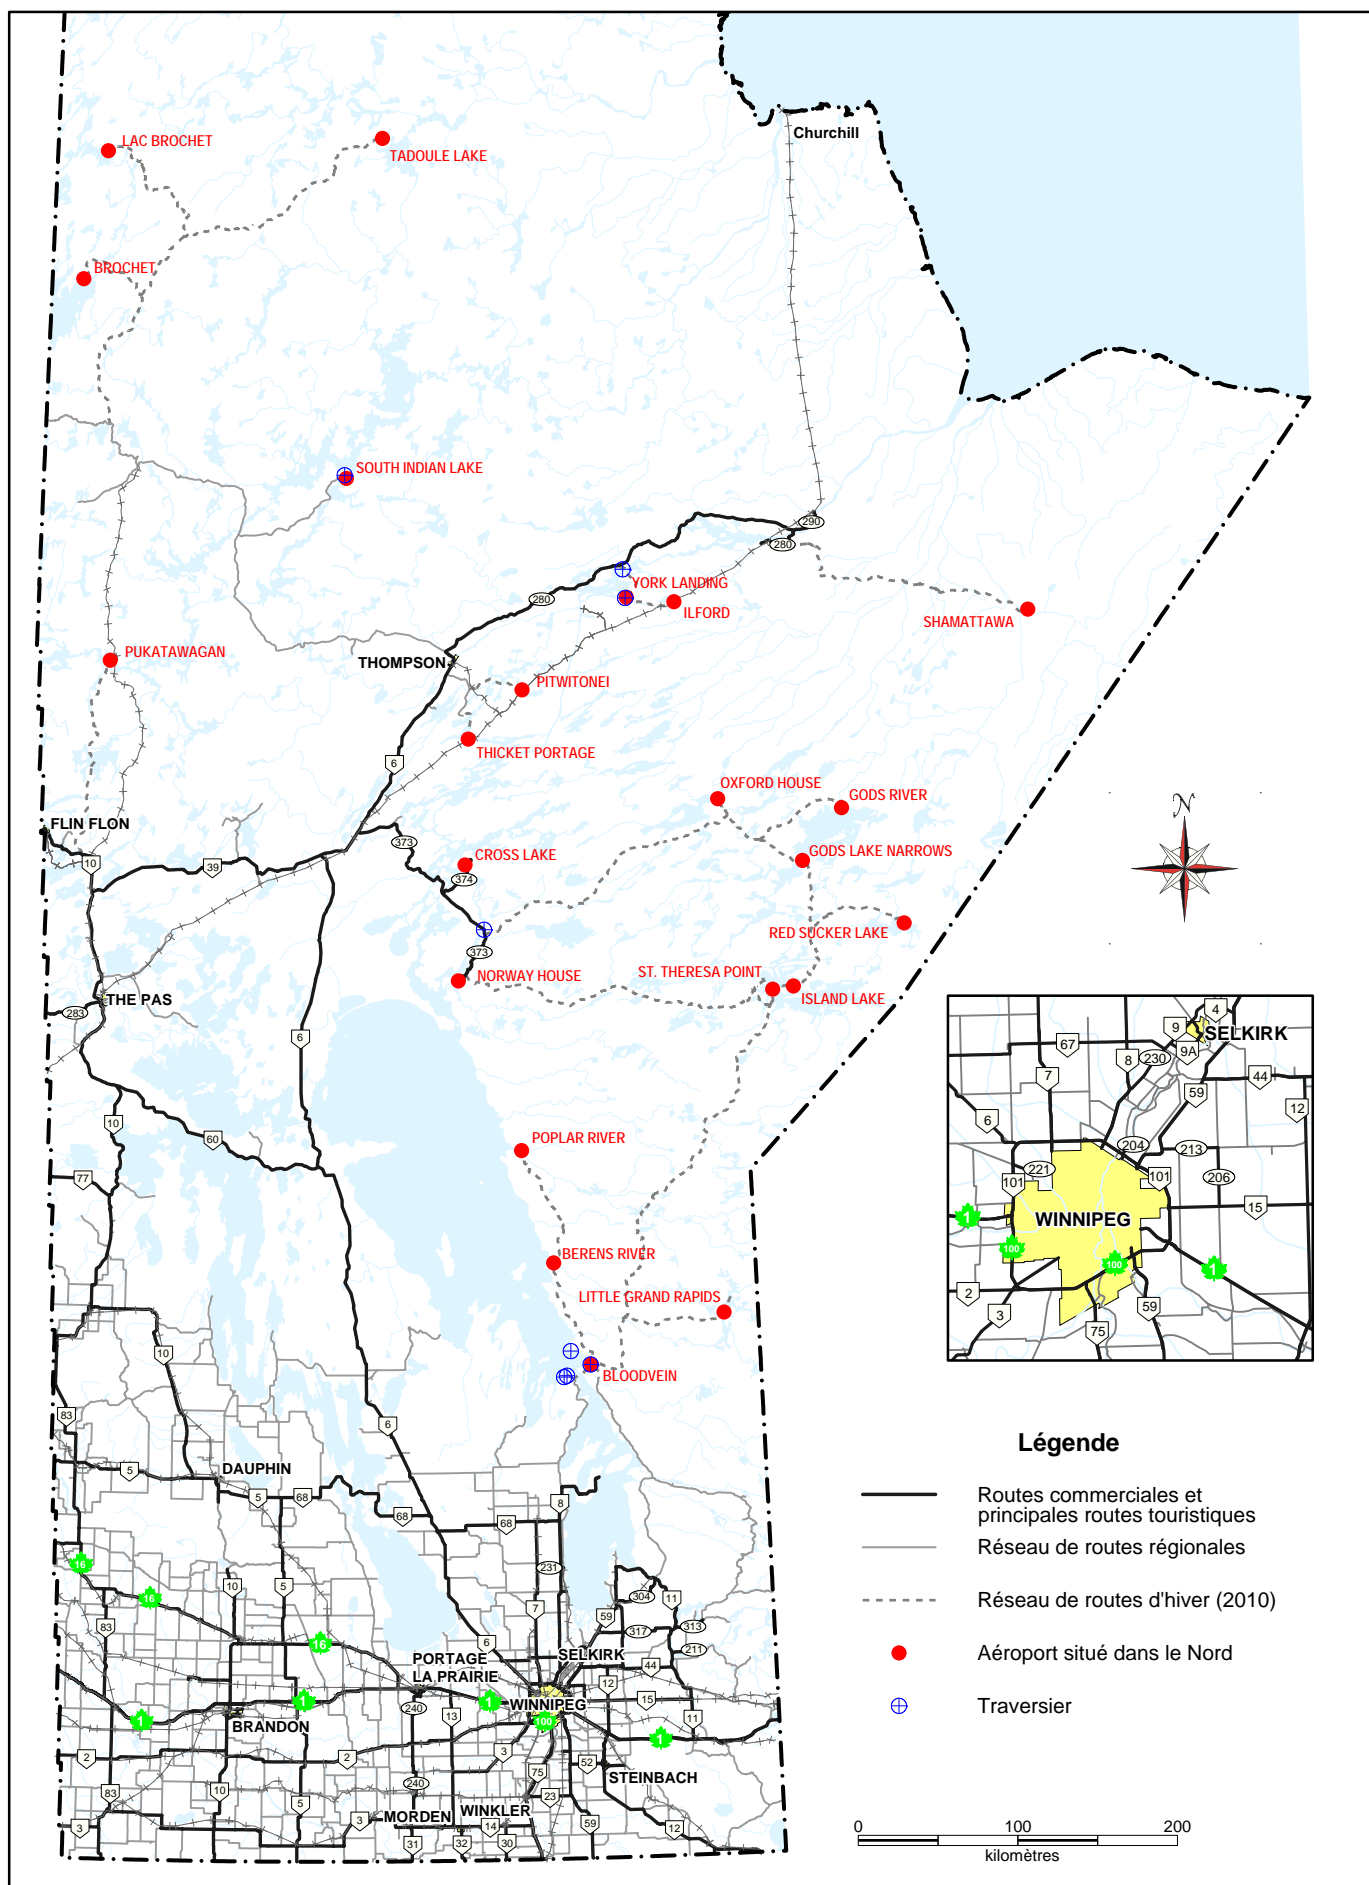 Churchill
LAC BROCHET
TADOULE LAKE
BROCHET
SOUTH INDIAN LAKE
290
280
YORK LANDING
280
ILFORD
SHAMATTAWA
PUKATAWAGAN
THOMPSON
PITWITONEI
THICKET PORTAGE
6
OXFORD HOUSE
GODS RIVER
N
FLIN FLON
373
10
39
CROSS LAKE
374
GODS LAKE NARROWS
RED SUCKER LAKE
373
NORWAY HOUSE
ST. THERESA POINT
ISLAND LAKE
THE PAS
283
6
10
60
POPLAR RIVER
77
BERENS RIVER
LITTLE GRAND RAPIDS
10
BLOODVEIN
83
6
DAUPHIN
5
5
68
68
68
8
16
16
10
5
231
7
304
11
59
317
313
211
83
16
6
PORTAGE
LA PRAIRIE
SELKIRK
44
12
15
1
1
1
240
13
WINNIPEG
100
11
1
BRANDON
2
2
3
75
52
STEINBACH
83
10
5
240
23
MORDEN
WINKLER
3
3
14
59
12
31
32
30
4
9
SELKIRK
67
8
230
9A
7
59
44
12
6
204
213
221
101
101
206
15
1
WINNIPEG
100
100
1
2
3
75
59
Légende
Routes commerciales et
principales routes touristiques
Réseau de routes régionales
Réseau de routes d'hiver (2010)
Aéroport situé dans le Nord
Traversier
0
100
200
kilomètres